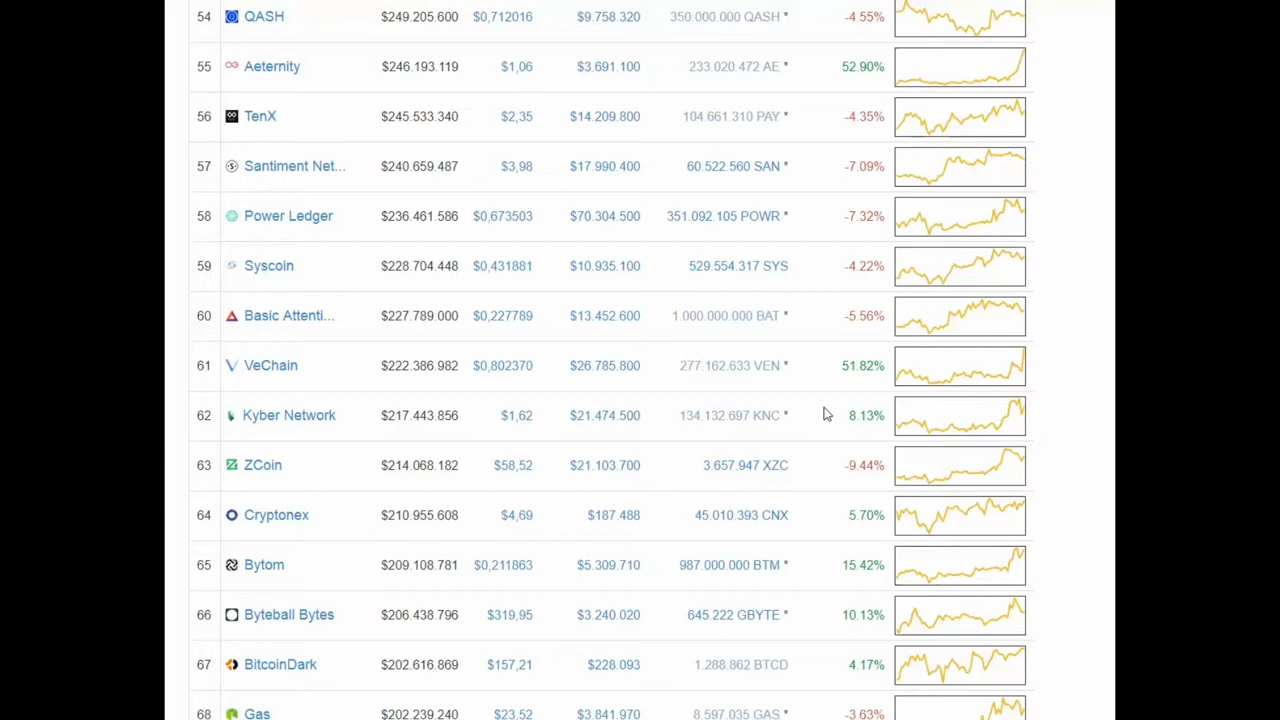 54 QASH $249.205.600 $0,712016 $9.758.320 350.000.000 QASH * -4.55%
55 Aeternity $246.193.119 $1,06 $3.691.100 233.020.472 AE * 52.90%
56 TenX $245.533.340 $2,35 $14.209.800 104 661.310 PAY * -4.35%
57 Santiment Net... $240.659.487 $3,98 $17.990.400 60.522.560 SAN * -7.09%
58 Power Ledger $236.461.586 $0,673503 $70.304.500 351.092.105 POWR * -7.32%
59 Syscoin $228.704.448 $0,431881 $10.935.100 529.554.317 SYS -4.22%
60 Basic Attenti... $227.789.000 $0,227789 $13.452.600 1.000.000.000 BAT * -5.56%
61 VeChain $222.386.982 $0,802370 $26.785.800 277.162.633 VEN * 51.82%
62 Kyber Network $217.443.856 $1,62 $21.474.500 134 132.697 KNC * 8.13%
63 ZCoin $214 068.182 $58,52 $21.103.700 3.657.947 XZC -9.44%
64 Cryptonex $210.955.608 $4,69 $187.488 45.010.393 CNX 5.70%
65 Bytom $209.108.781 $0,211863 $5.309.710 987.000.000 BTM * 15.42%
66 Byteball Bytes $206.438.796 $319,95 $3.240.020 645.222 GBYTE * 10.13%
67 BitcoinDark $202.616.869 $157,21 $228.093 1.288.862 BTCD 4.17%
68 Gas $202.239.240 $23,52 $3.841.970 8.597.035 GAS * -3.63%